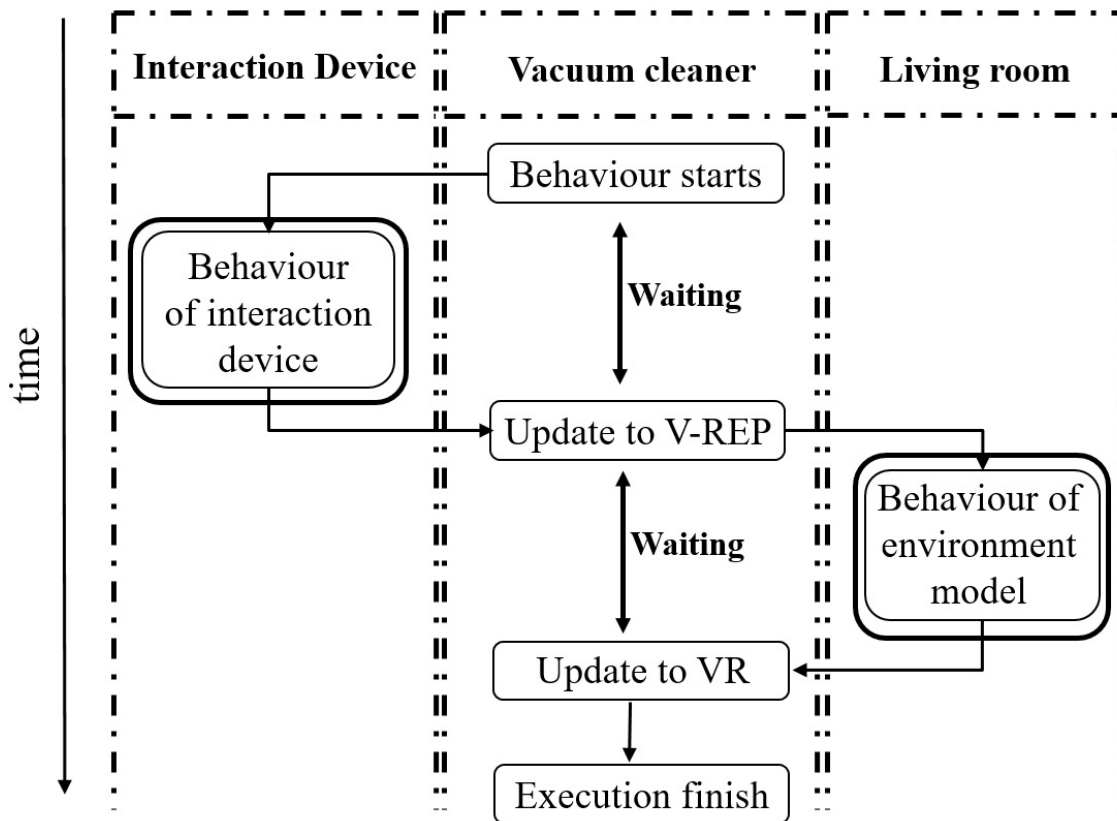 Interaction Device
Vacuum cleaner
Living room
time
Behaviour starts
Behaviour
of interaction
device
Waiting
Update to V-REP
Behaviour of
environment
model
Waiting
Update to VR
Execution finish